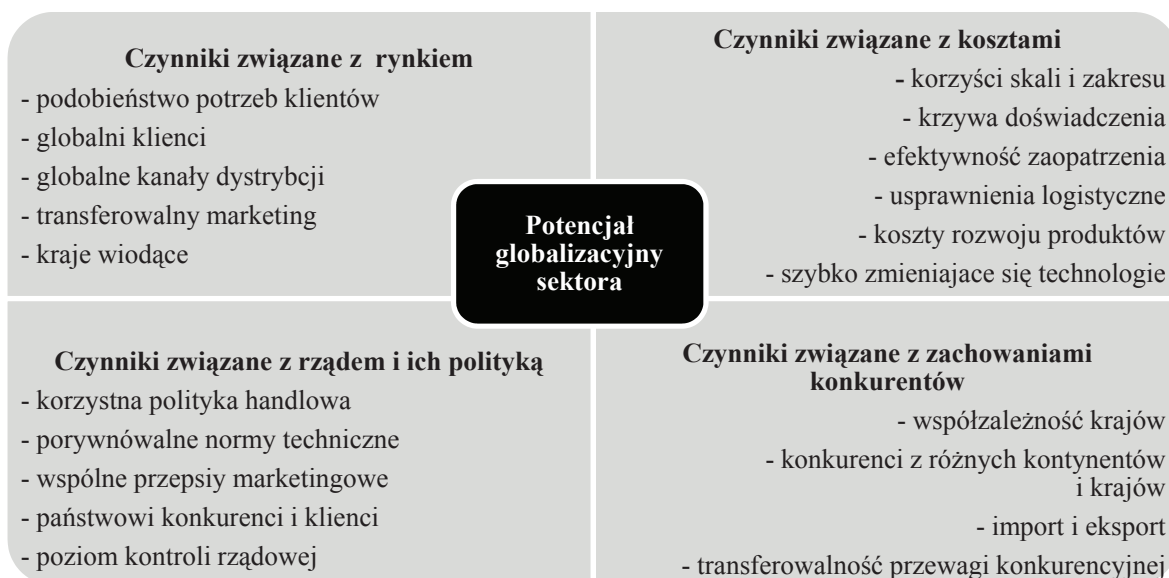 Czynniki związane z rynkiem
- podobieństwo potrzeb klientów
- globalni klienci
- globalne kanały dystrybcji
- transferowalny marketing
- kraje wiodące
Czynniki związane z kosztami
- korzyści skali i zakresu
- krzywa doświadczenia
- efektywność zaopatrzenia
- usprawnienia logistyczne
- koszty rozwoju produktów
- szybko zmieniajace się technologie
Potencjał
globalizacyjny
sektora
Czynniki związane z rządem i ich polityką
- korzystna polityka handlowa
- porywnówalne normy techniczne
- wspólne przepsiy marketingowe
- państwowi konkurenci i klienci
- poziom kontroli rządowej
Czynniki związane z zachowaniami
konkurentów
- współzależność krajów
- konkurenci z różnych kontynentów
i krajów
- import i eksport
- transferowalność przewagi konkurencyjnej